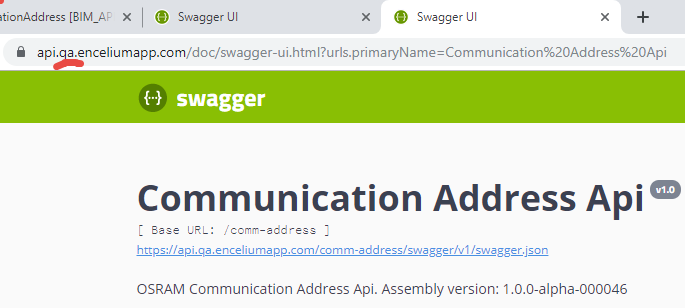 ationAddress [BIM_AP
Swagger UI
Swagger UI
api.qa.enceliumapp.com/doc/swagger-ui.html?urls.primaryName=Communication%20Address%20Api
swagger
Communication Address Api v1.0
[ Base URL: /comm-address ]
https://api.qa.enceliumapp.com/comm-address/swagger/v1/swagger.json
OSRAM Communication Address Api. Assembly version: 1.0.0-alpha-000046